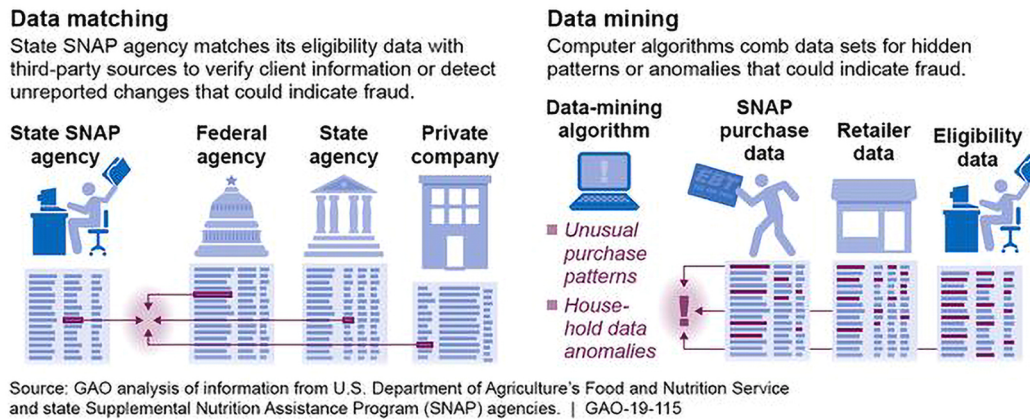 Data matching
State SNAP agency matches its eligibility data with
third-party sources to verify client information or detect
unreported changes that could indicate fraud.
State SNAP
agency
Federal
agency
State
agency
Private
company
Data mining
Computer algorithms comb data sets for hidden
patterns or anomalies that could indicate fraud.
Data-mining
algorithm
!
Unusual
purchase
patterns
House-
hold data
anomalies
SNAP
purchase
data
EBT
Retailer
data
Eligibility
data
!
Source: GAO analysis of information from U.S. Department of Agriculture's Food and Nutrition Service
and state Supplemental Nutrition Assistance Program (SNAP) agencies. | GAO-19-115